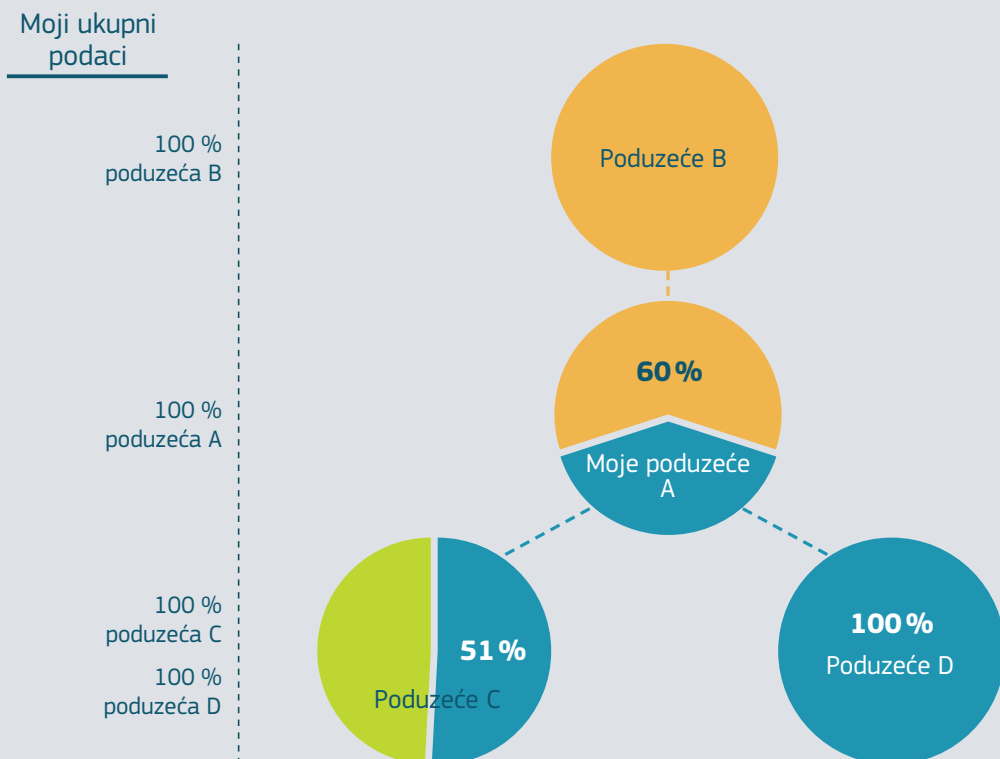 Moji ukupni
podaci
100 %
poduzeća B
Poduzeće B
60 %
100 %
poduzeća A
Moje poduzeće
A
100 %
poduzeća C
100 %
poduzeća D
51 %
Poduzeće C
100 %
Poduzeće D